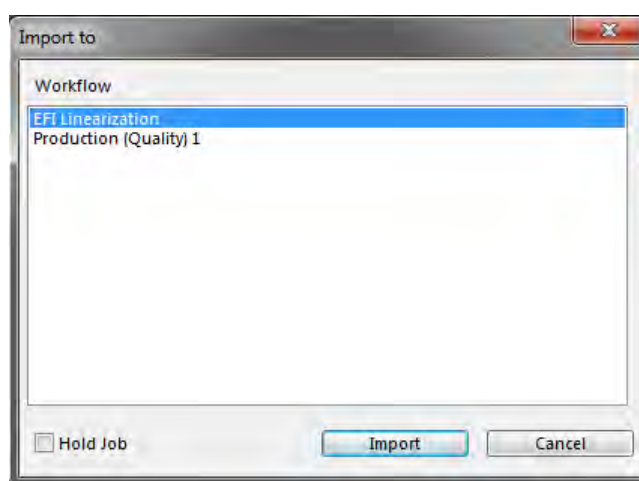 Import to
Workflow
EFI Linearization
Production (Quality) 1
Hold Job
Import
Cancel